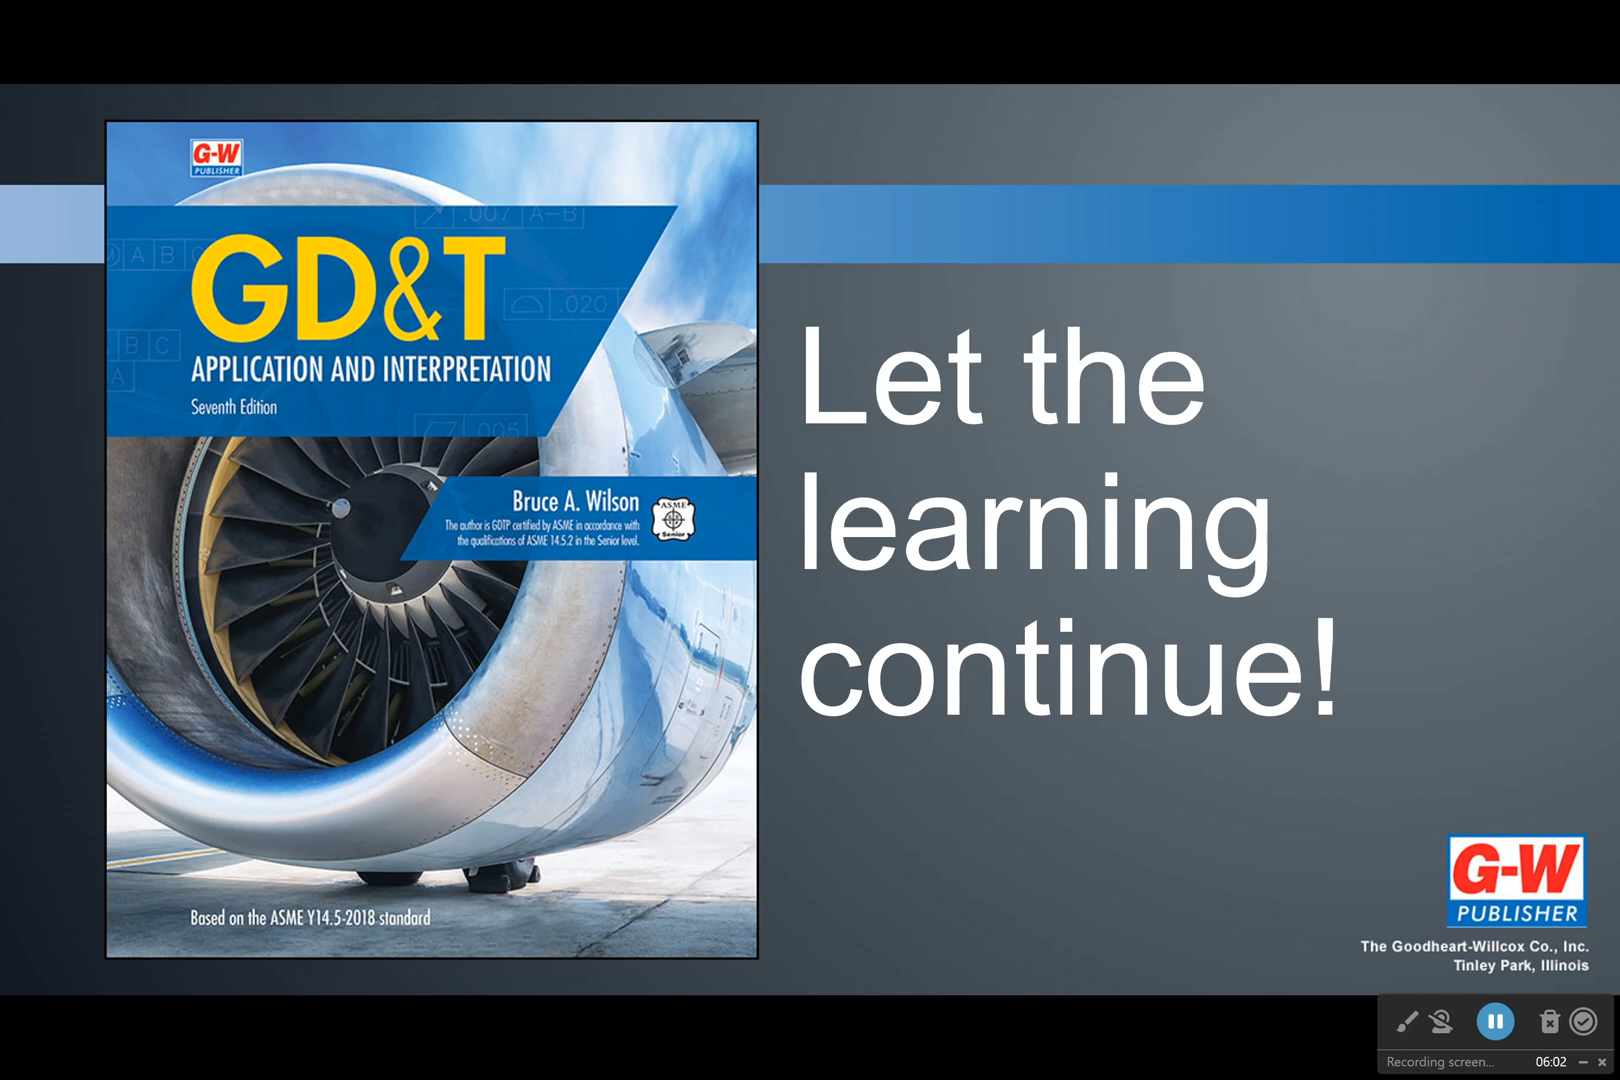 G-W
PUBLISHER
.007 A-B
A B C
GD&T
.020
B C
A
APPLICATION AND INTERPRETATION
Seventh Edition
.005
Bruce A. Wilson
The author is GDTP certified by ASME in accordance with
the qualifications of ASME 14.5.2 in the Senior level.
ASME
Senior
Based on the ASME Y14.5-2018 standard
Let the
learning
continue!
G-W
PUBLISHER
The Goodheart-Willcox Co., Inc.
Tinley Park, Illinois
Recording screen...
06:02